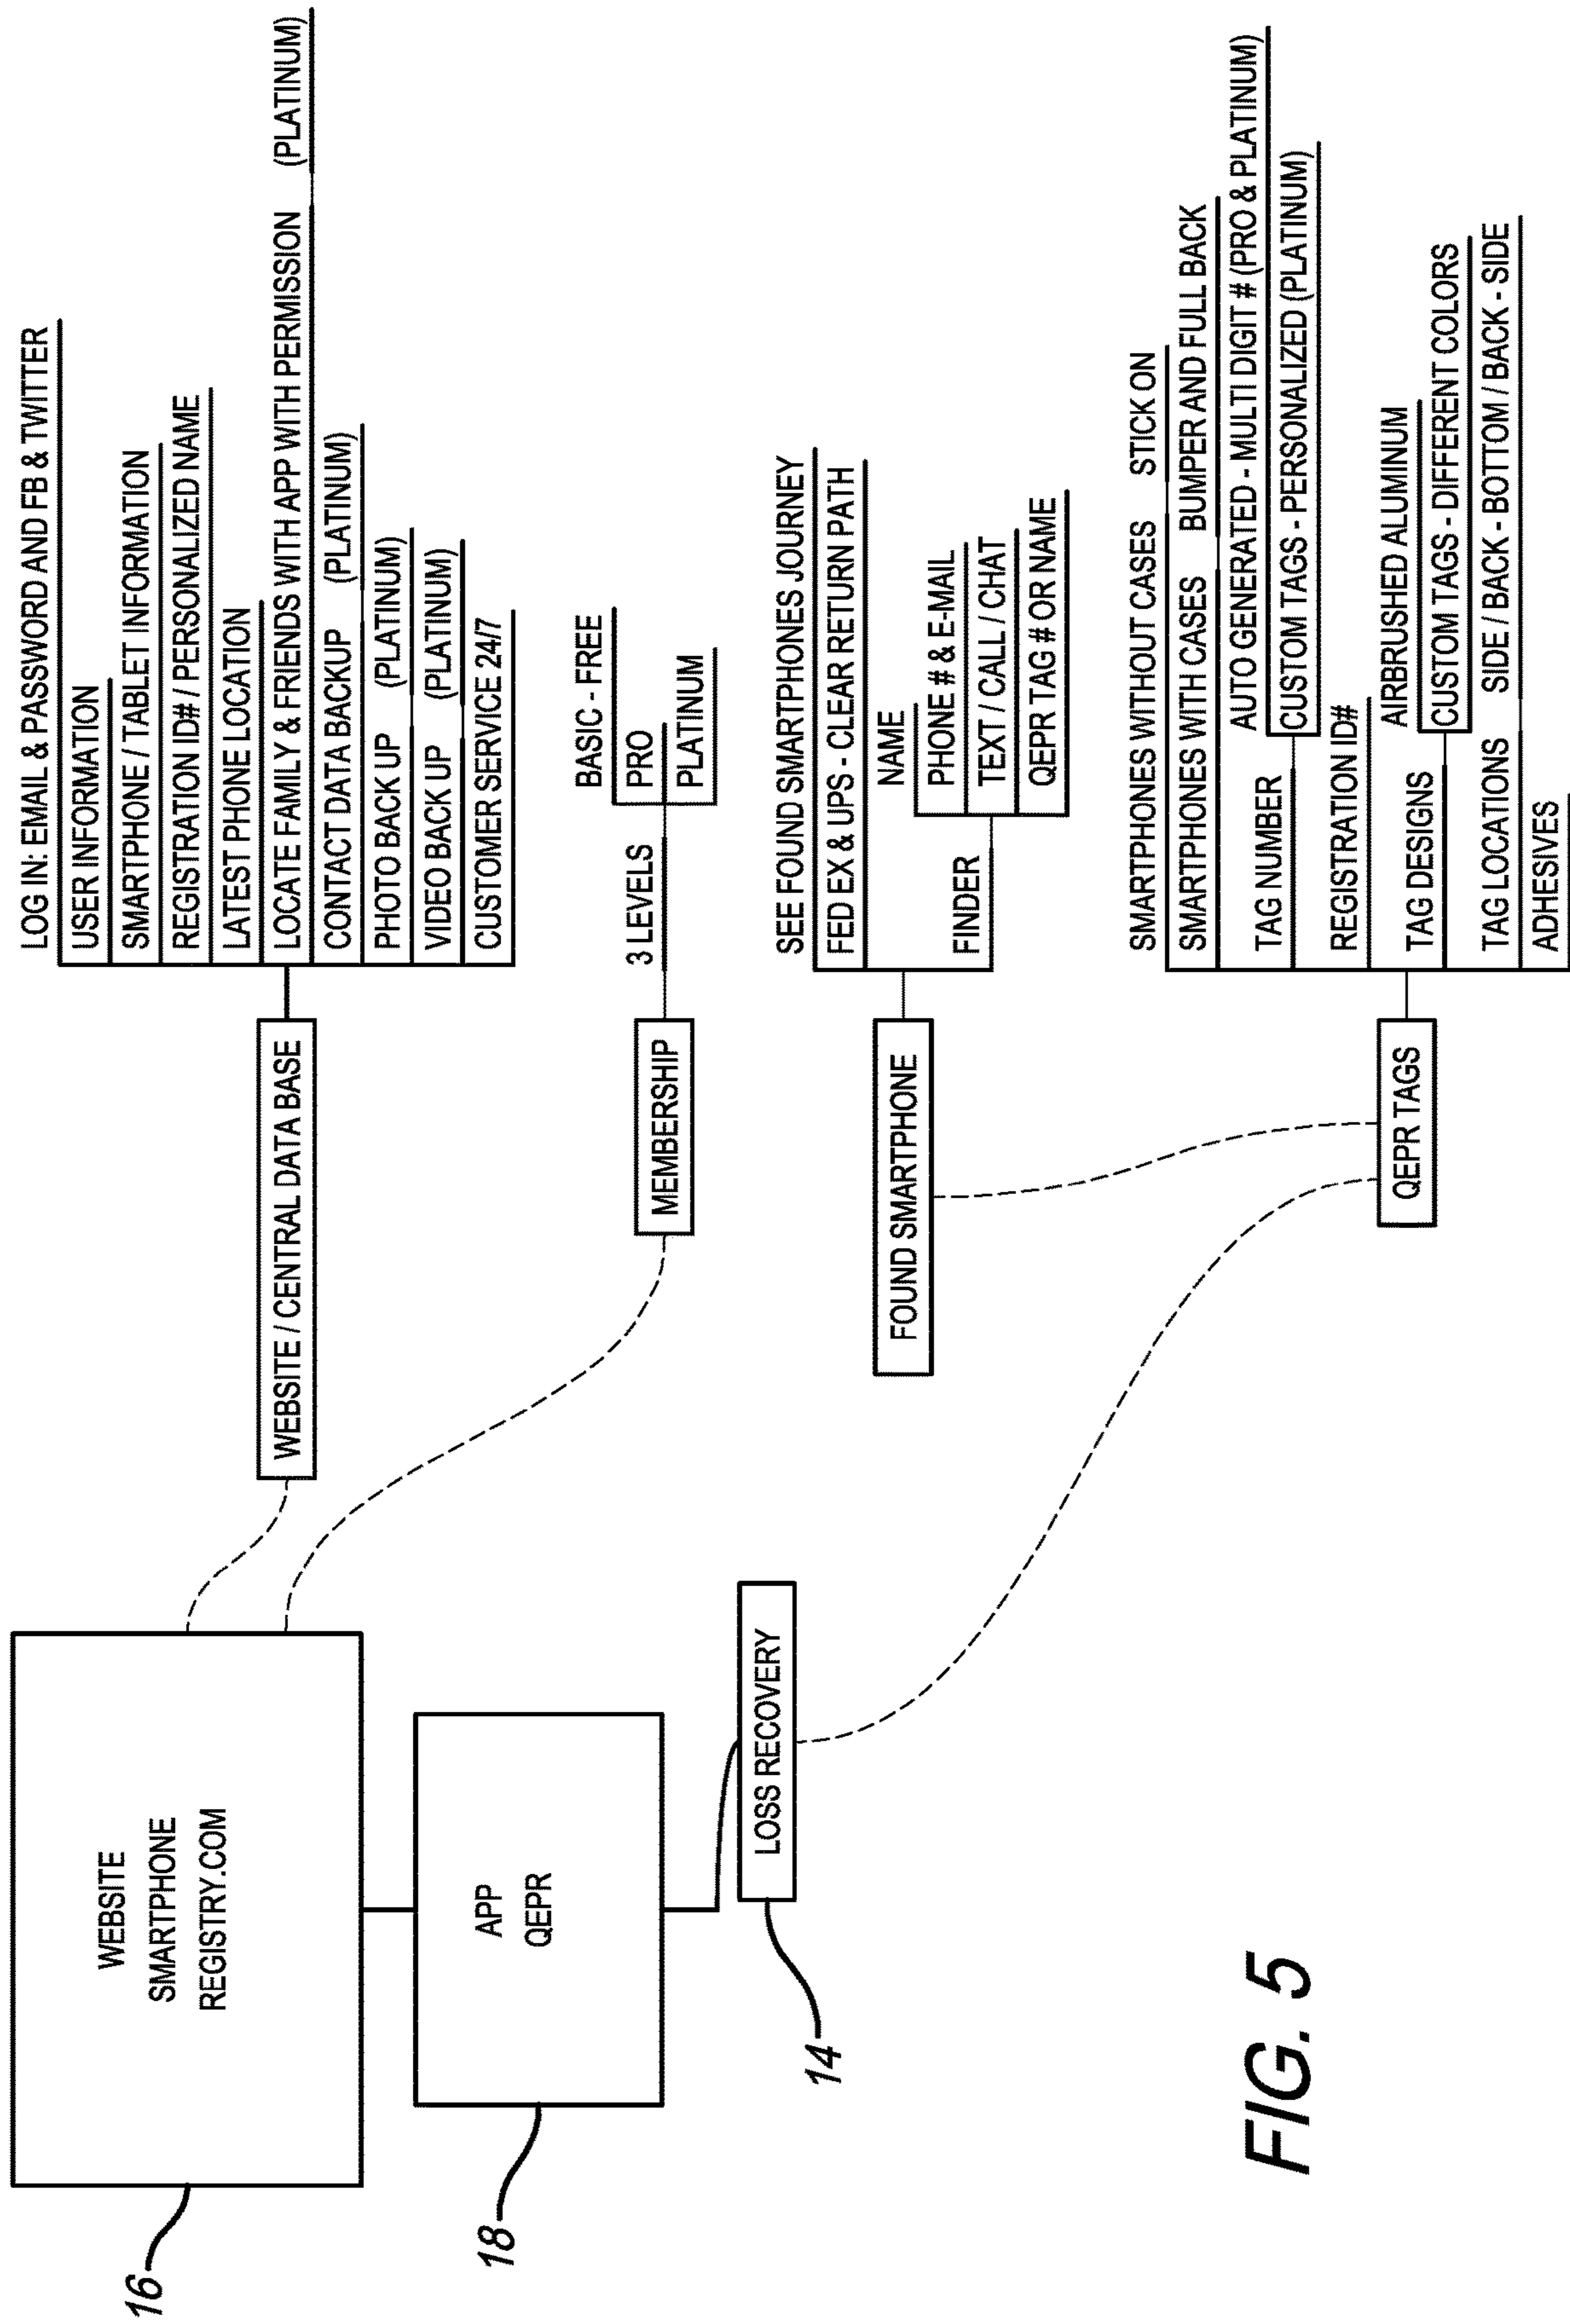 16
WEBSITE
SMARTPHONE
REGISTRY.COM
18
APP
QEPR
14
LOSS RECOVERY
WEBSITE / CENTRAL DATA BASE
LOG IN: EMAIL & PASSWORD AND FB & TWITTER
USER INFORMATION
SMARTPHONE / TABLET INFORMATION
REGISTRATION ID# / PERSONALIZED NAME
LATEST PHONE LOCATION
LOCATE FAMILY & FRIENDS WITH APP WITH PERMISSION (PLATINUM)
CONTACT DATA BACKUP (PLATINUM)
PHOTO BACK UP (PLATINUM)
VIDEO BACK UP (PLATINUM)
CUSTOMER SERVICE 24/7
MEMBERSHIP
3 LEVELS
BASIC - FREE
PRO
PLATINUM
FOUND SMARTPHONE
SEE FOUND SMARTPHONES JOURNEY
FED EX & UPS - CLEAR RETURN PATH
FINDER
NAME
PHONE # & E-MAIL
TEXT / CALL / CHAT
QEPR TAG # OR NAME
QEPR TAGS
SMARTPHONES WITHOUT CASES STICK ON
SMARTPHONES WITH CASES BUMPER AND FULL BACK
TAG NUMBER
AUTO GENERATED - MULTI DIGIT # (PRO & PLATINUM)
CUSTOM TAGS - PERSONALIZED (PLATINUM)
REGISTRATION ID#
TAG DESIGNS
AIRBRUSHED ALUMINUM
CUSTOM TAGS - DIFFERENT COLORS
TAG LOCATIONS SIDE / BACK - BOTTOM / BACK - SIDE
ADHESIVES
FIG. 5